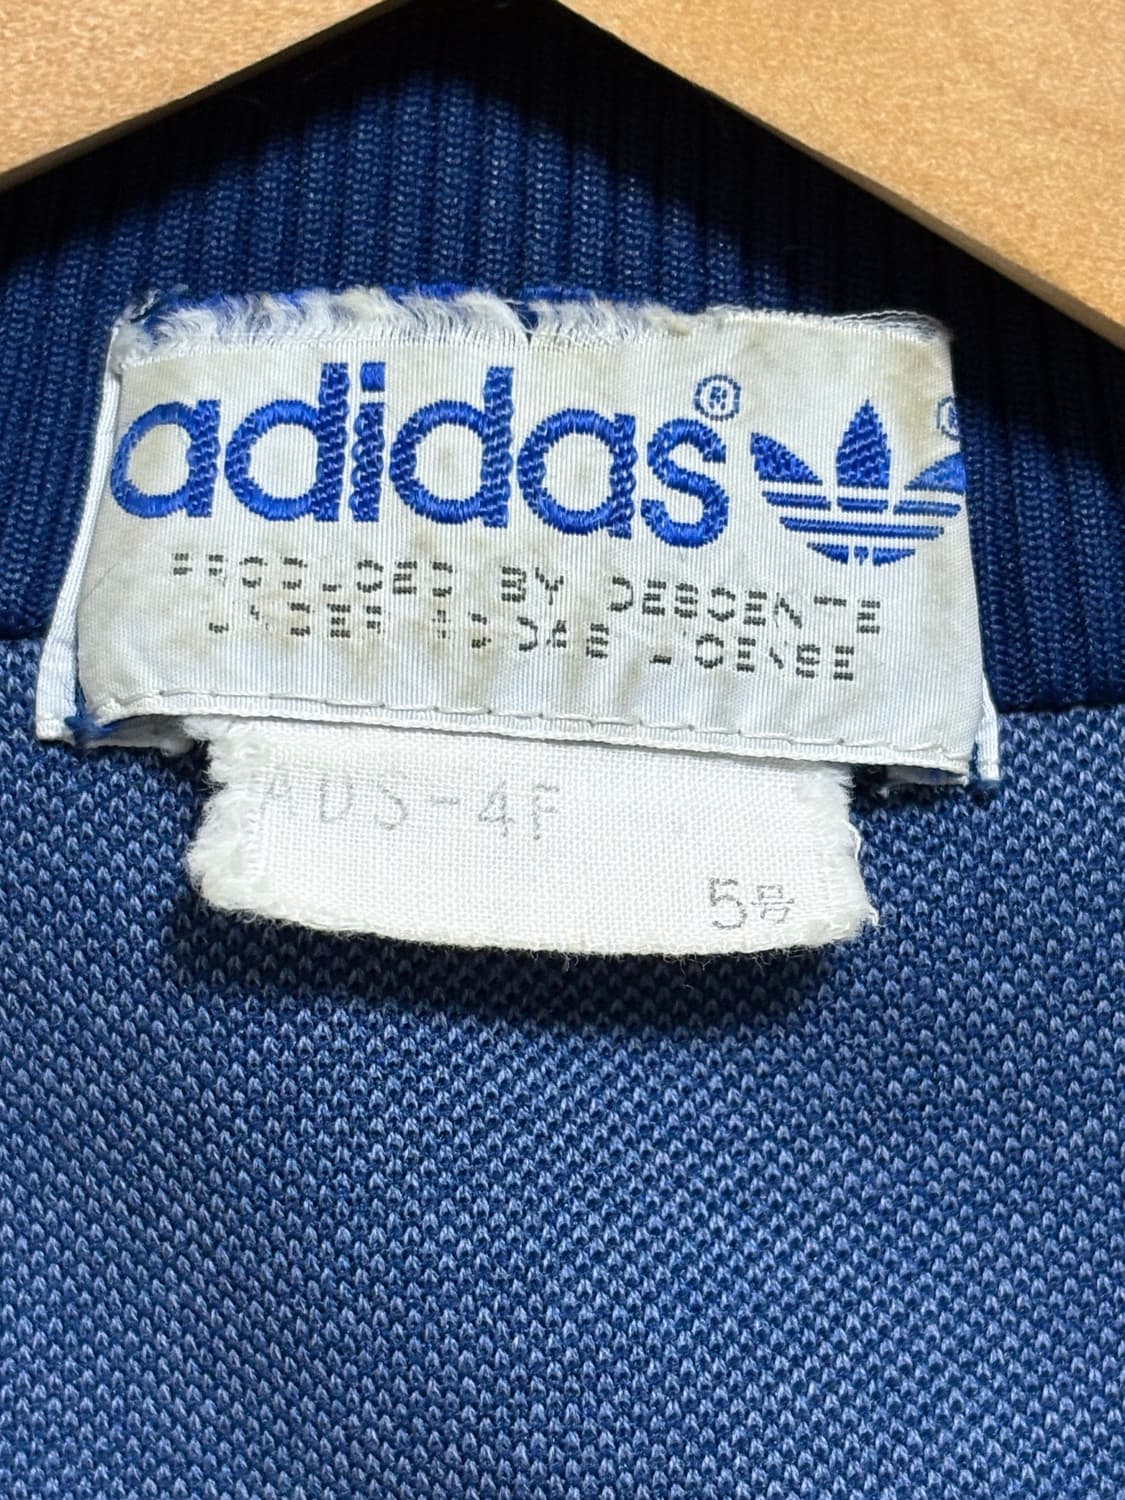 adidas®
PRODUCED BY DESCENTE
UNDER ADIDAS LICENSE
ADS-4F
5号